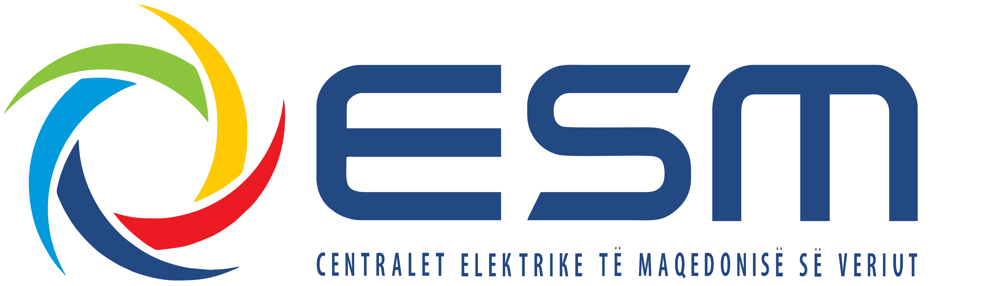 ESM
CENTRALET ELEKTRIKE TË MAQEDONISË SË VERIUT